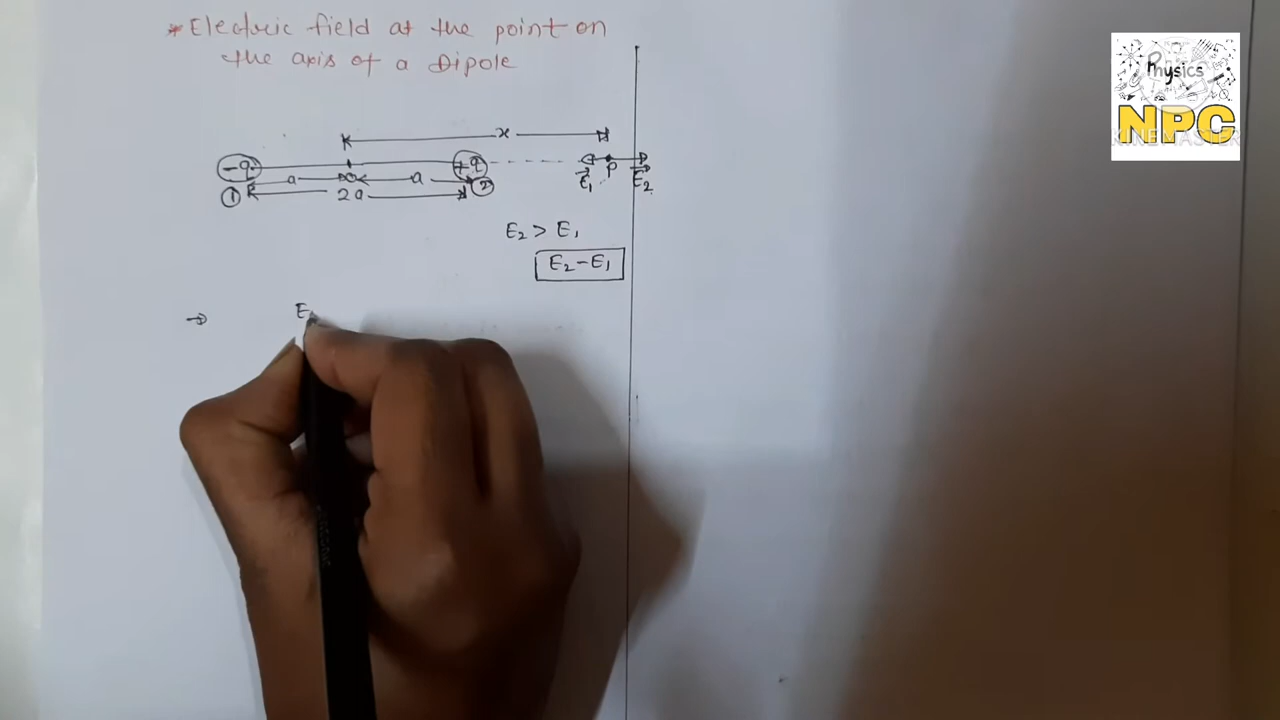 *Electric field at the point on
the axis of a Dipole
x
-q +q
a a P
① 2a ② E₁ E₂
E₂ > E₁
E₂ - E₁
→ E
Physics
NPC
KINEMASTER